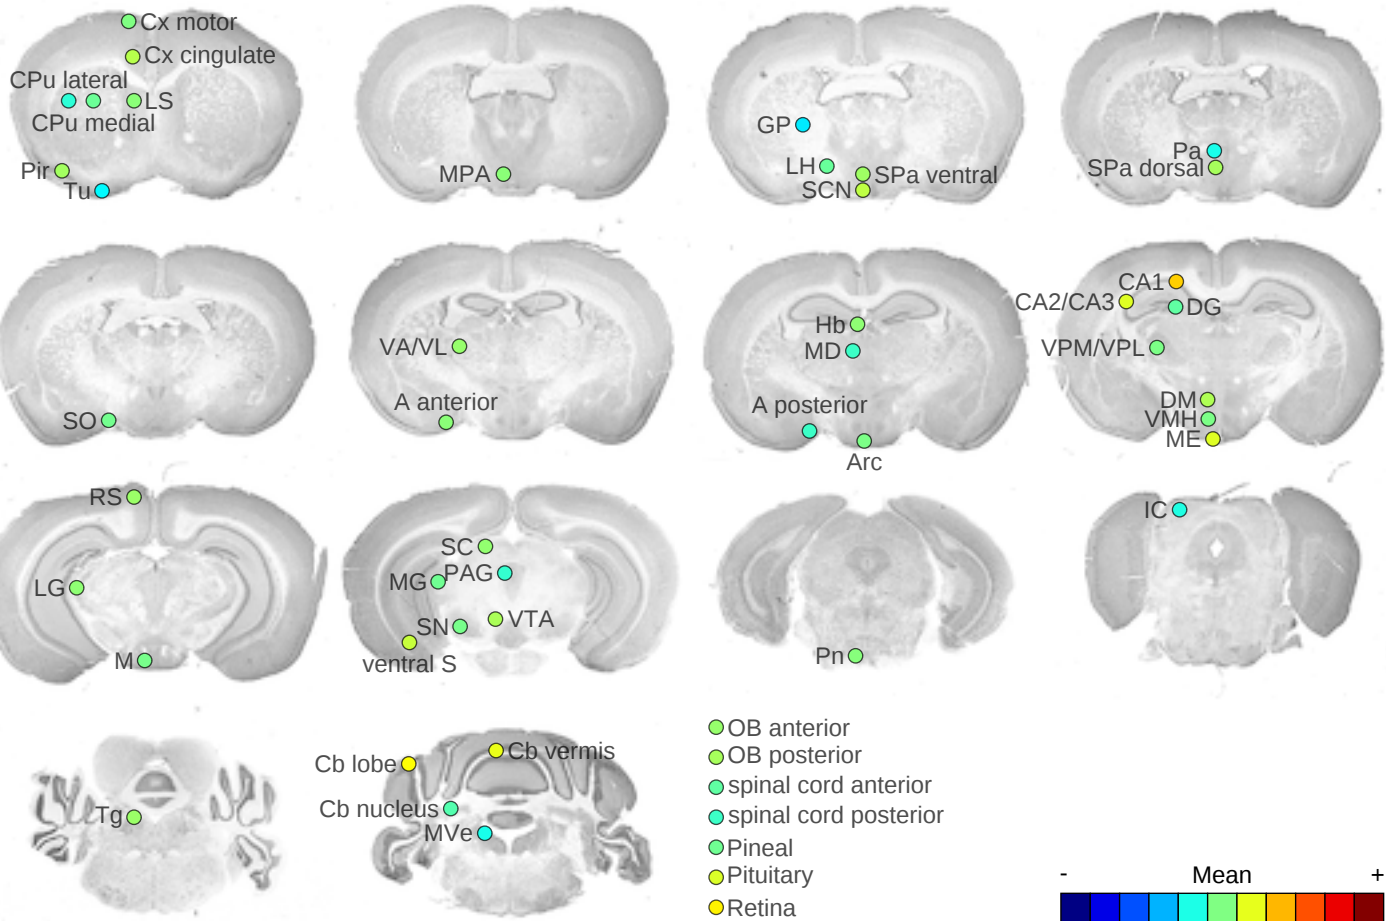 Cx motor
Cx cingulate
CPu lateral
LS
CPu medial
Pir
Tu
MPA
GP
LH
SPa ventral
SCN
Pa
SPa dorsal
SO
VA/VL
A anterior
Hb
MD
A posterior
Arc
CA1
CA2/CA3
DG
VPM/VPL
DM
VMH
ME
RS
LG
M
SC
MG
PAG
SN
VTA
ventral S
Pn
IC
Tg
Cb lobe
Cb vermis
Cb nucleus
MVe
OB anterior
OB posterior
spinal cord anterior
spinal cord posterior
Pineal
Pituitary
Retina
- Mean +